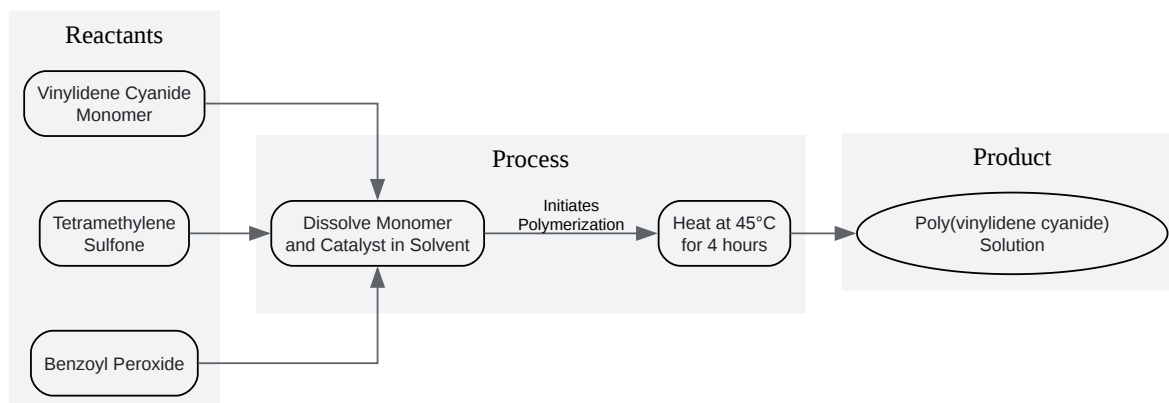 Reactants
Vinylidene Cyanide
Monomer
Tetramethylene
Sulfone
Benzoyl Peroxide
Process
Dissolve Monomer
and Catalyst in Solvent
Initiates
Polymerization
Heat at 45°C
for 4 hours
Product
Poly(vinylidene cyanide)
Solution